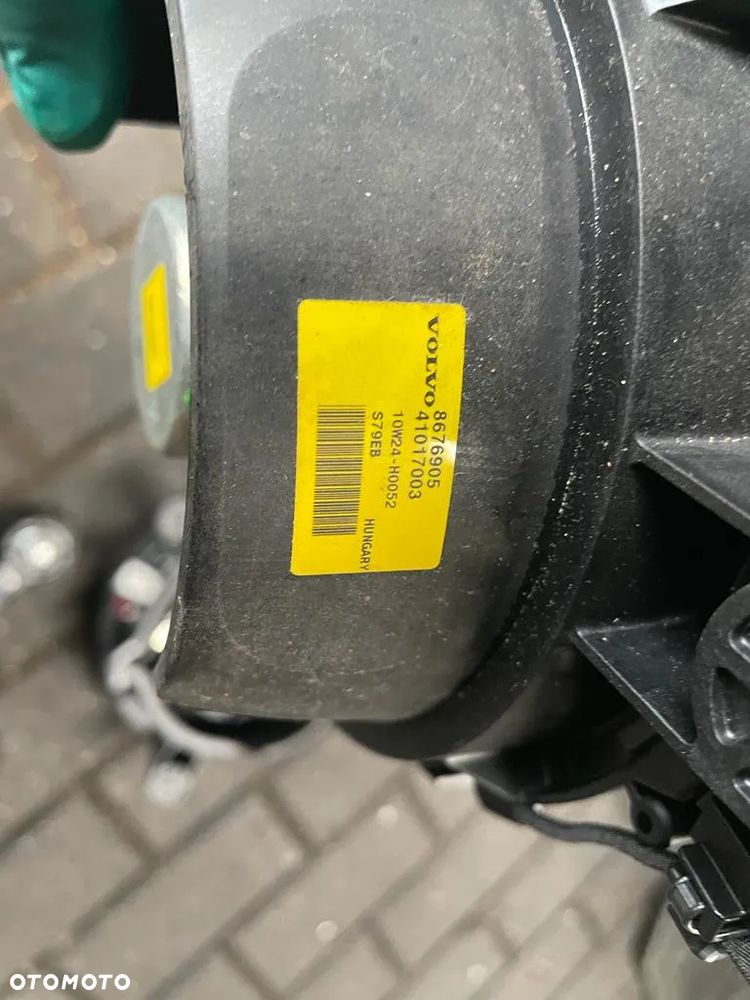 VOLVO
8676905
41017003
10W24-H0052
S79EB
HUNGARY
OTOMOTO